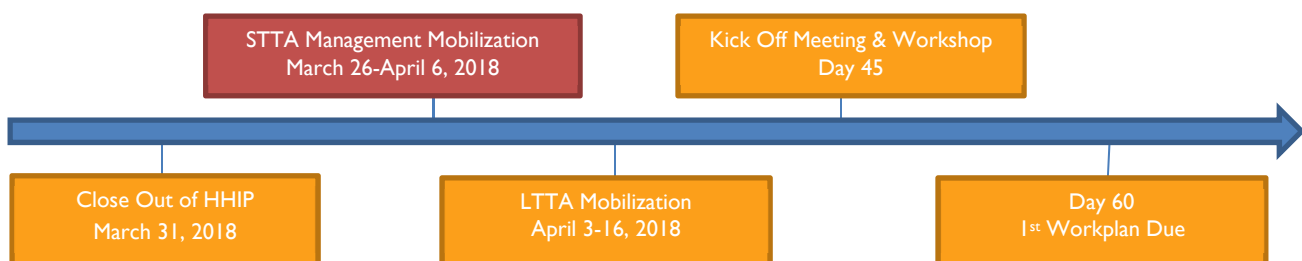 STTA Management Mobilization
March 26-April 6, 2018
Kick Off Meeting & Workshop
Day 45
Close Out of HHIP
March 31, 2018
LTTA Mobilization
April 3-16, 2018
Day 60
1st Workplan Due